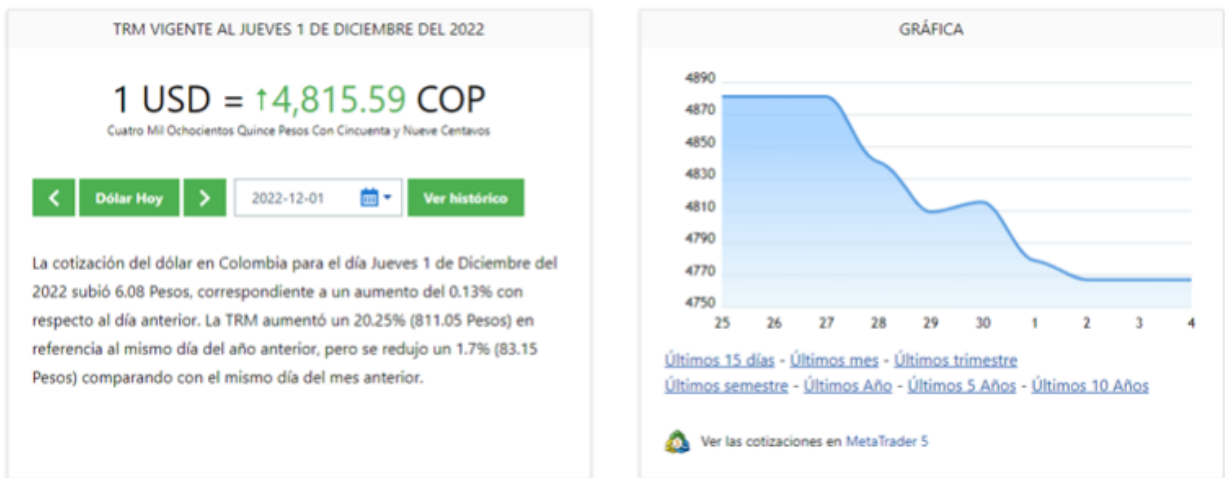 TRM VIGENTE AL JUEVES 1 DE DICIEMBRE DEL 2022
1 USD = ↑4,815.59 COP
Cuatro Mil Ochocientos Quince Pesos Con Cincuenta y Nueve Centavos
Dólar Hoy
2022-12-01
Ver histórico
La cotización del dólar en Colombia para el día Jueves 1 de Diciembre del
2022 subió 6.08 Pesos, correspondiente a un aumento del 0.13% con
respecto al día anterior. La TRM aumentó un 20.25% (811.05 Pesos) en
referencia al mismo día del año anterior, pero se redujo un 1.7% (83.15
Pesos) comparando con el mismo día del mes anterior.
GRÁFICA
4890
4870
4850
4830
4810
4790
4770
4750
25 26 27 28 29 30 1 2 3 4
Últimos 15 días - Últimos mes - Últimos trimestre
Últimos semestre - Últimos Año - Últimos 5 Años - Últimos 10 Años
Ver las cotizaciones en MetaTrader 5